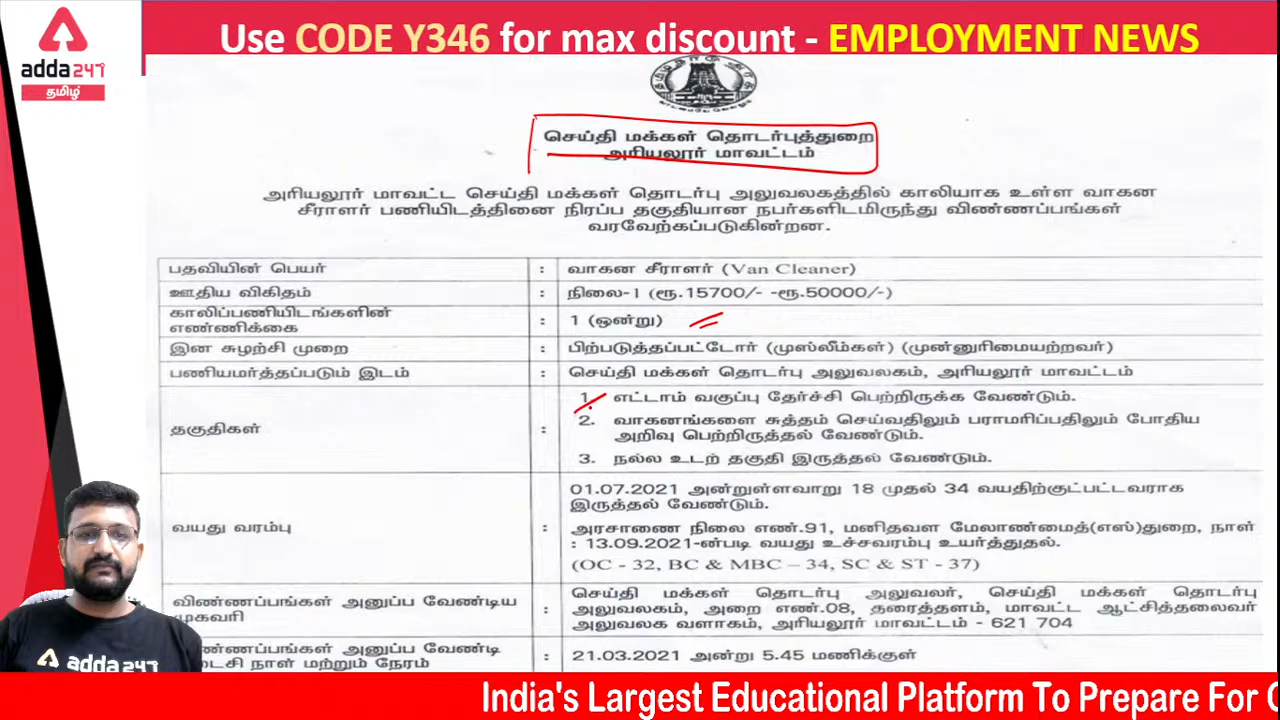 Use CODE Y346 for max discount - EMPLOYMENT NEWS
adda247
தமிழ்
செய்தி மக்கள் தொடர்புத்துறை
அரியலூர் மாவட்டம்
அரியலூர் மாவட்ட செய்தி மக்கள் தொடர்பு அலுவலகத்தில் காலியாக உள்ள வாகன
சீராளர் பணியிடத்தினை நிரப்ப தகுதியான நபர்களிடமிருந்து விண்ணப்பங்கள்
வரவேற்கப்படுகின்றன.
பதவியின் பெயர் : வாகன சீராளர் (Van Cleaner)
ஊதிய விகிதம் : நிலை-1 (ரூ.15700/- -ரூ.50000/-)
காலிப்பணியிடங்களின்
எண்ணிக்கை : 1 (ஒன்று)
இன சுழற்சி முறை : பிற்படுத்தப்பட்டோர் (முஸ்லீம்கள்) (முன்னுரிமையற்றவர்)
பணியமர்த்தப்படும் இடம் : செய்தி மக்கள் தொடர்பு அலுவலகம், அரியலூர் மாவட்டம்
தகுதிகள் :
1. எட்டாம் வகுப்பு தேர்ச்சி பெற்றிருக்க வேண்டும்.
2. வாகனங்களை சுத்தம் செய்வதிலும் பராமரிப்பதிலும் போதிய
அறிவு பெற்றிருத்தல் வேண்டும்.
3. நல்ல உடற் தகுதி இருத்தல் வேண்டும்.
வயது வரம்பு :
01.07.2021 அன்றுள்ளவாறு 18 முதல் 34 வயதிற்குட்பட்டவராக
இருத்தல் வேண்டும்.
அரசாணை நிலை எண்.91, மனிதவள மேலாண்மைத்(எஸ்)துறை, நாள்
: 13.09.2021-ன்படி வயது உச்சவரம்பு உயர்த்துதல்.
(OC - 32, BC & MBC – 34, SC & ST - 37)
விண்ணப்பங்கள் அனுப்ப வேண்டிய
முகவரி :
செய்தி மக்கள் தொடர்பு அலுவலர், செய்தி மக்கள் தொடர்பு
அலுவலகம், அறை எண்.08, தரைத்தளம், மாவட்ட ஆட்சித்தலைவர்
அலுவலக வளாகம், அரியலூர் மாவட்டம் - 621 704
அனுப்ப வேண்டி
நாள் மற்றும் நேரம் : 21.03.2021 அன்று 5.45 மணிக்குள்
adda247
India's Largest Educational Platform To Prepare For